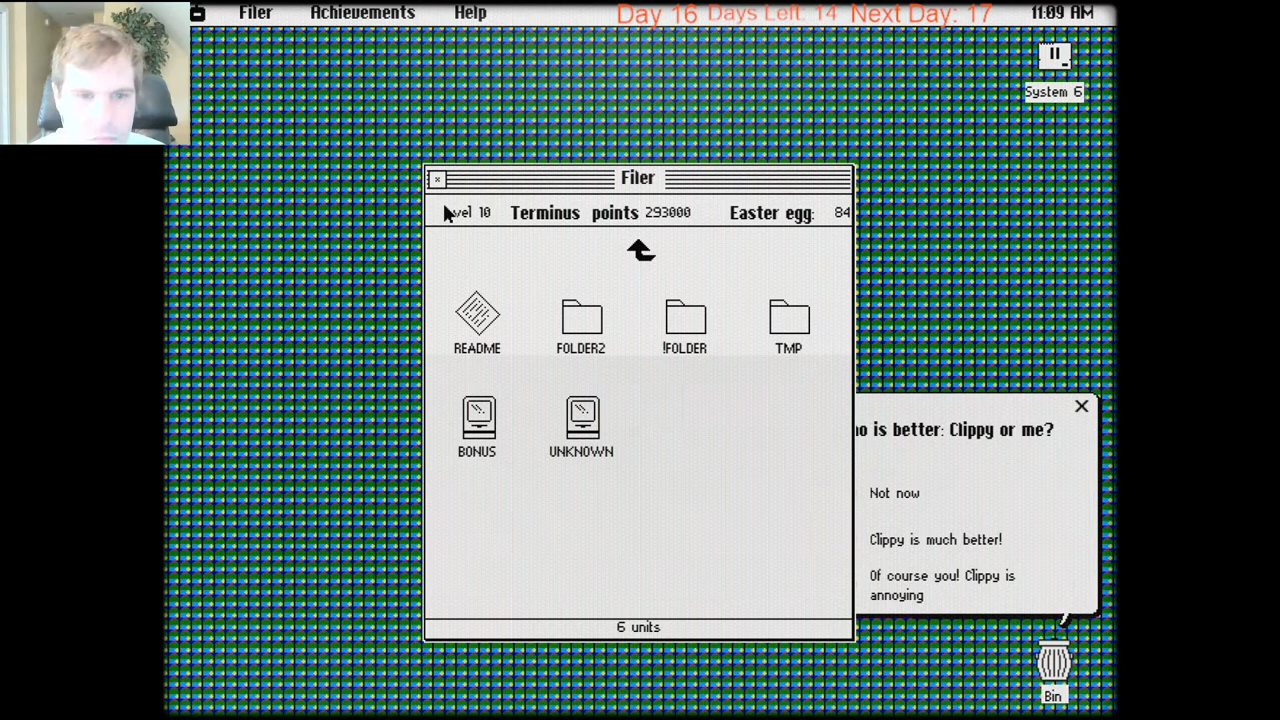 Filer Achievements Help Day 16 Days Left: 14 Next Day: 17 11:09 AM
System 6
Filer
vel 10 Terminus points 293000 Easter egg: 84
README FOLDER2 !FOLDER TMP
BONUS UNKNOWN
6 units
o is better: Clippy or me?
Not now
Clippy is much better!
Of course you! Clippy is
annoying
Bin